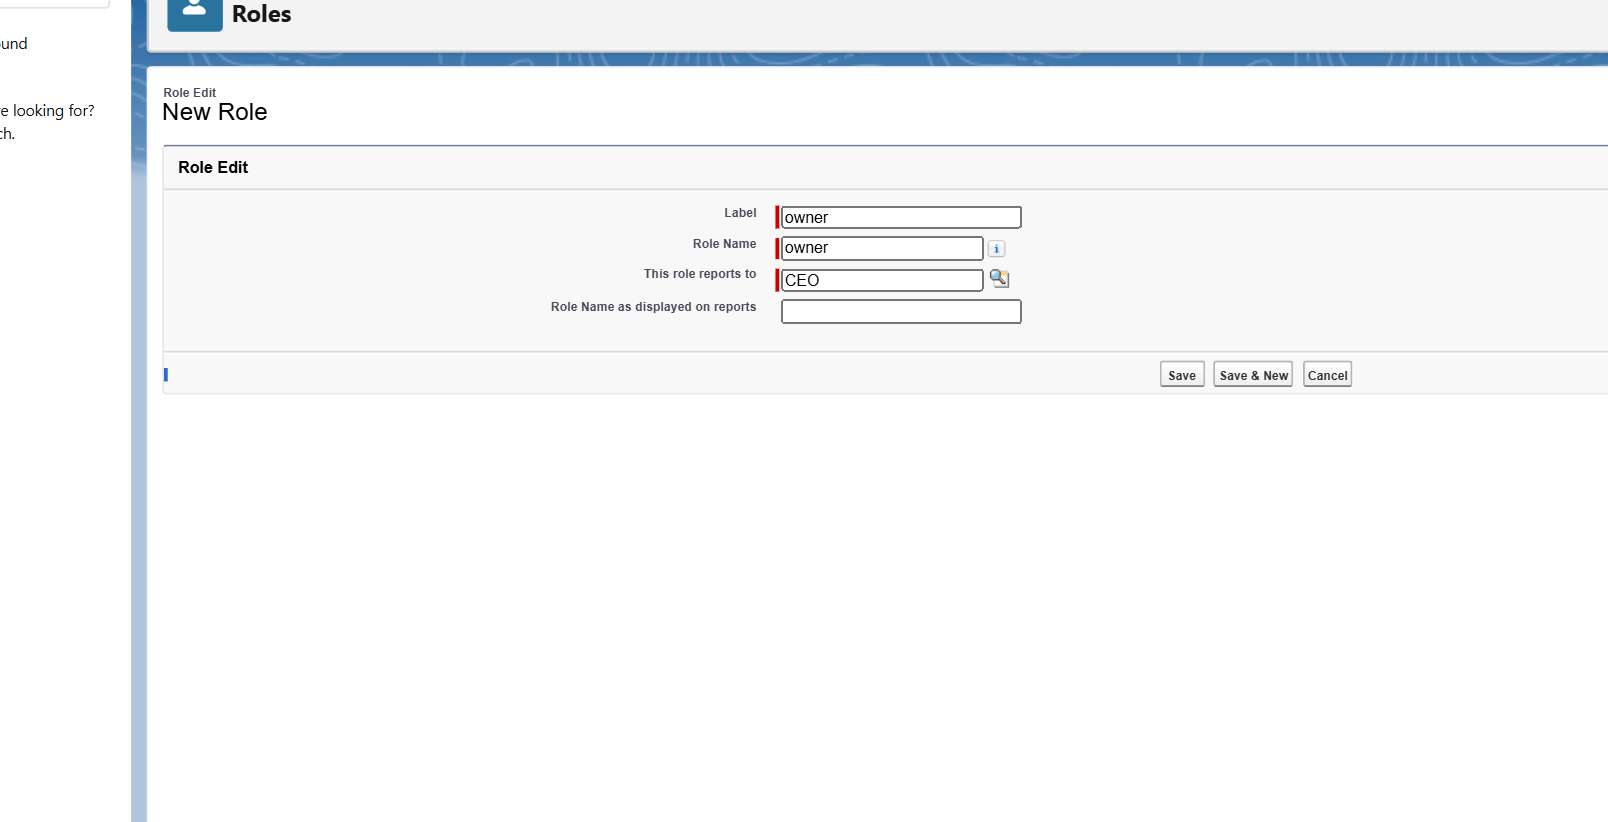 Roles
und
e looking for?
ch.
Role Edit
New Role
Role Edit
Label owner
Role Name owner i
This role reports to CEO
Role Name as displayed on reports
Save Save & New Cancel